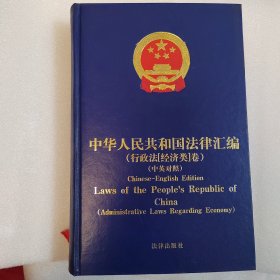 中华人民共和国法律汇编
（行政法[经济类]卷）
（中英对照）
Chinese-English Edition
Laws of the People's Republic of
China
(Administrative Laws Regarding Economy)
法律出版社